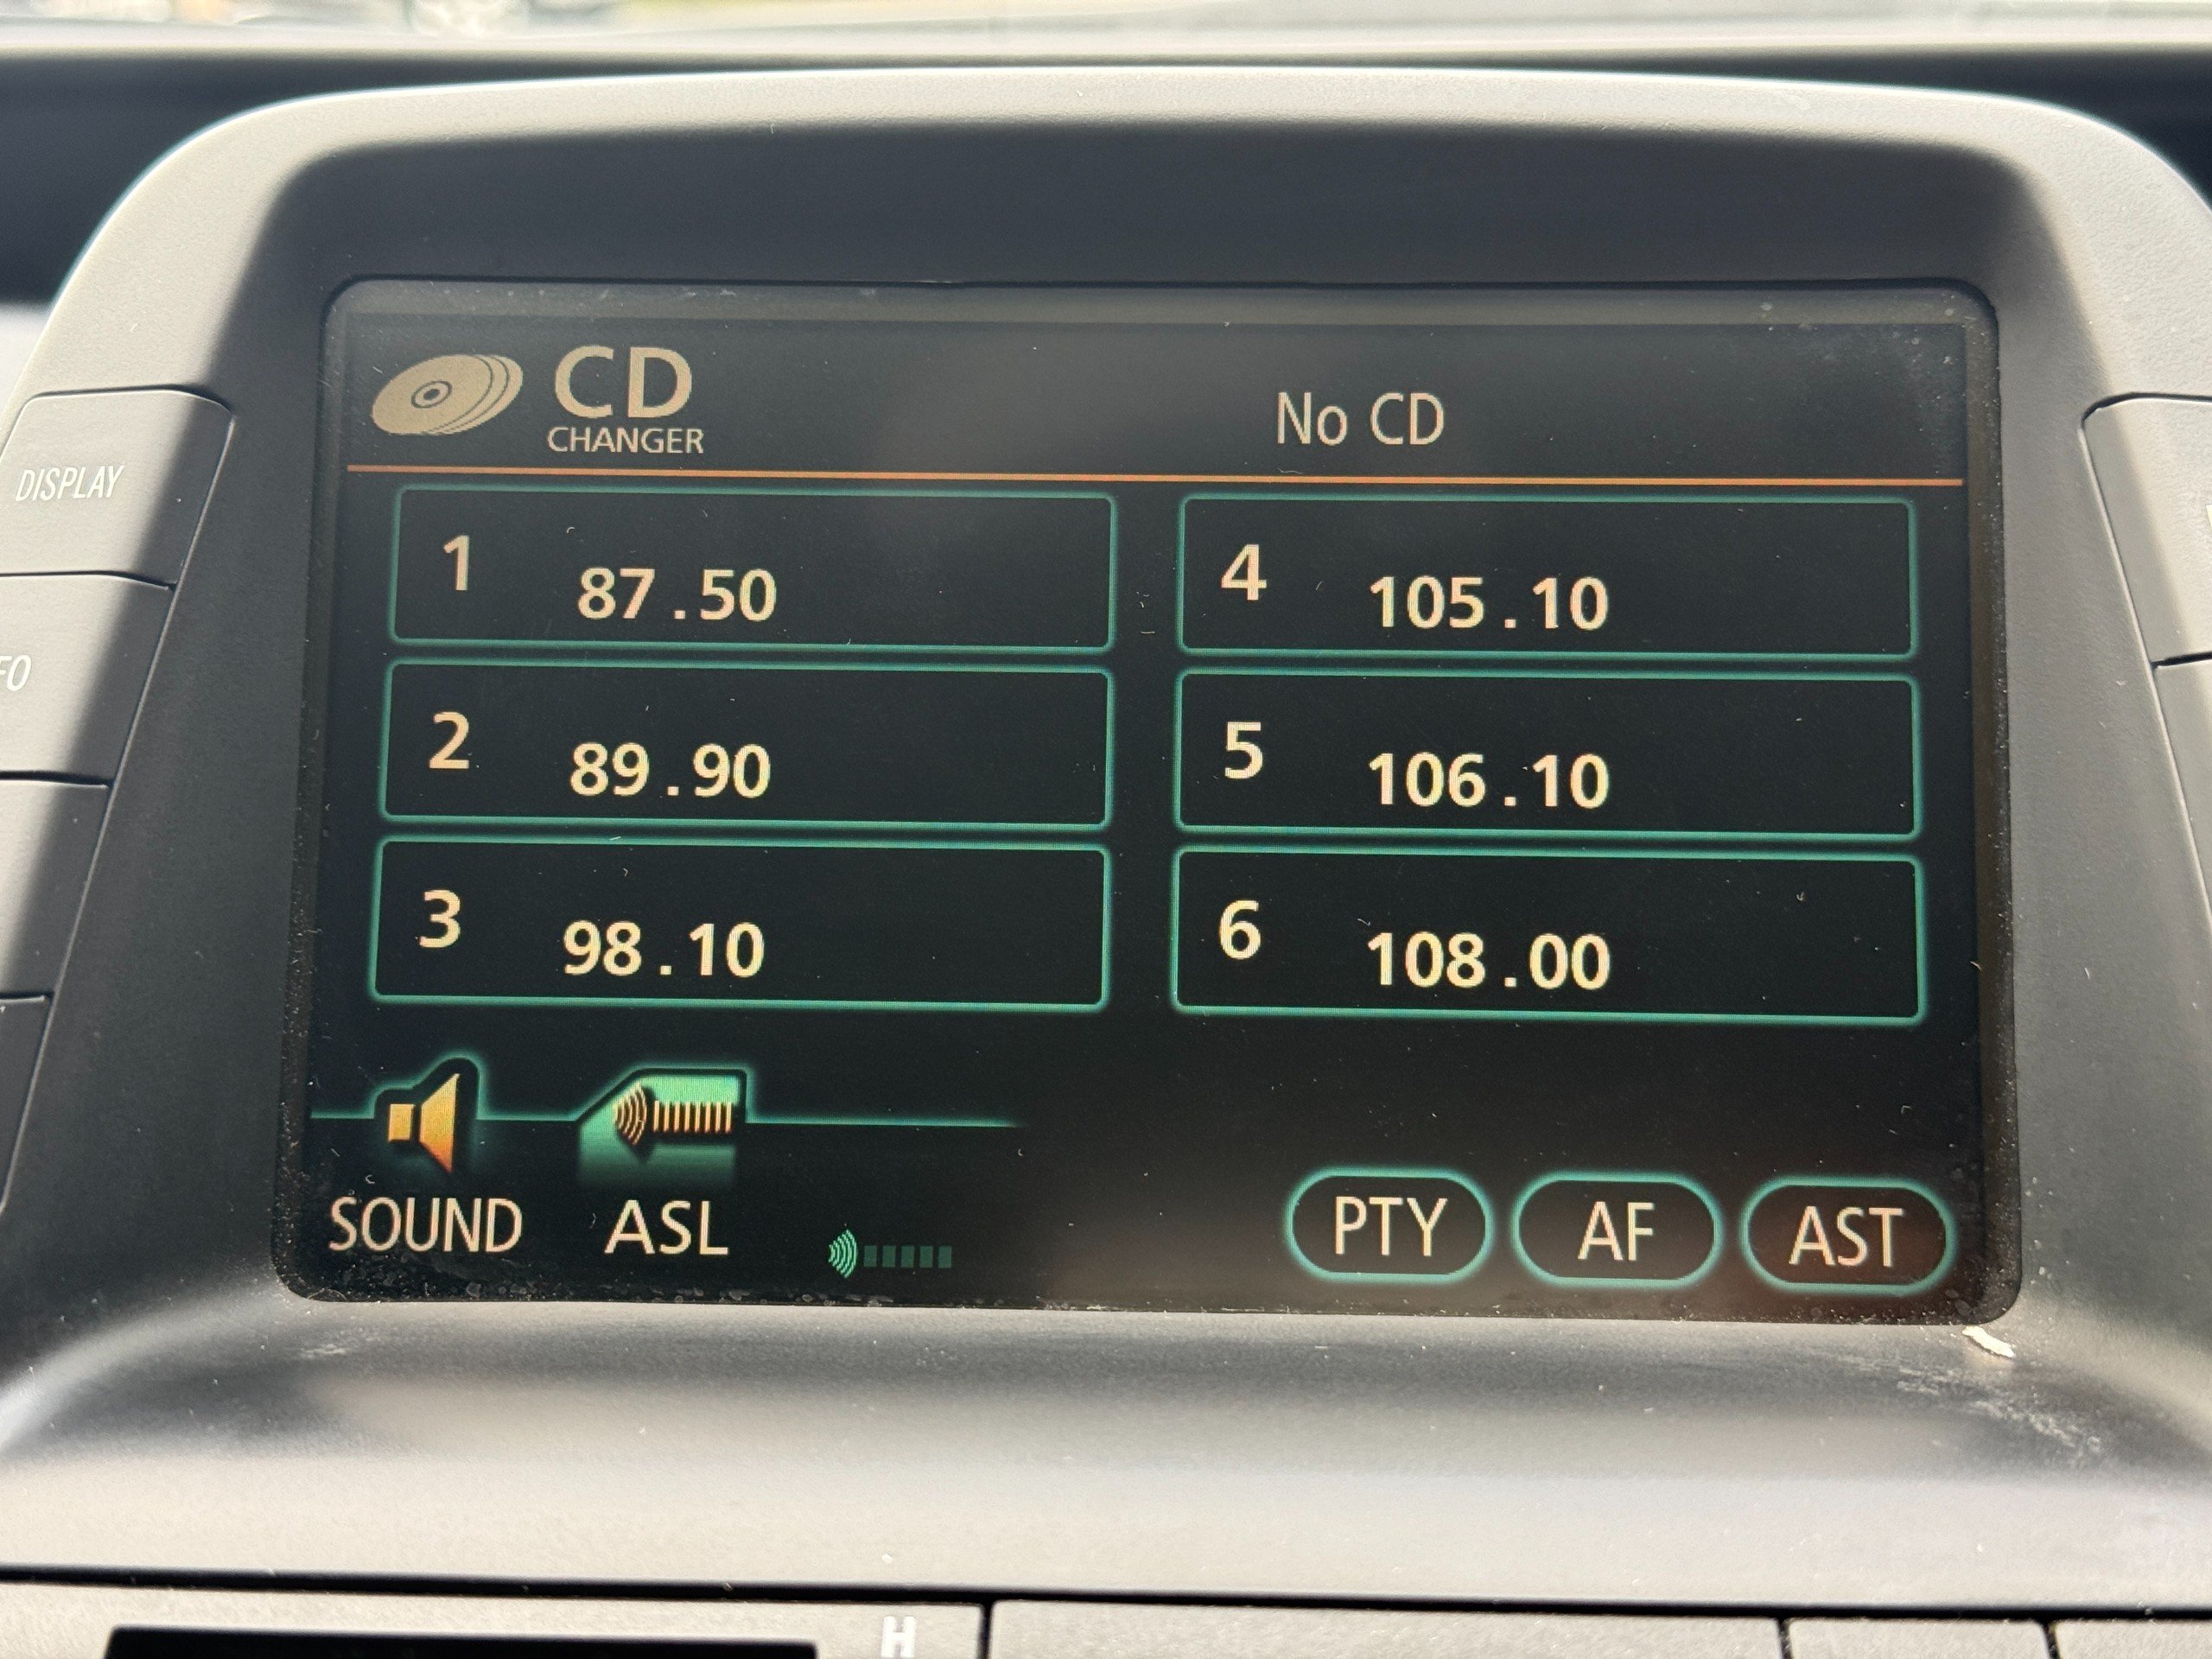 CD
CHANGER
No CD
DISPLAY
FO
1 87.50
2 89.90
3 98.10
4 105.10
5 106.10
6 108.00
SOUND
ASL
PTY
AF
AST
H